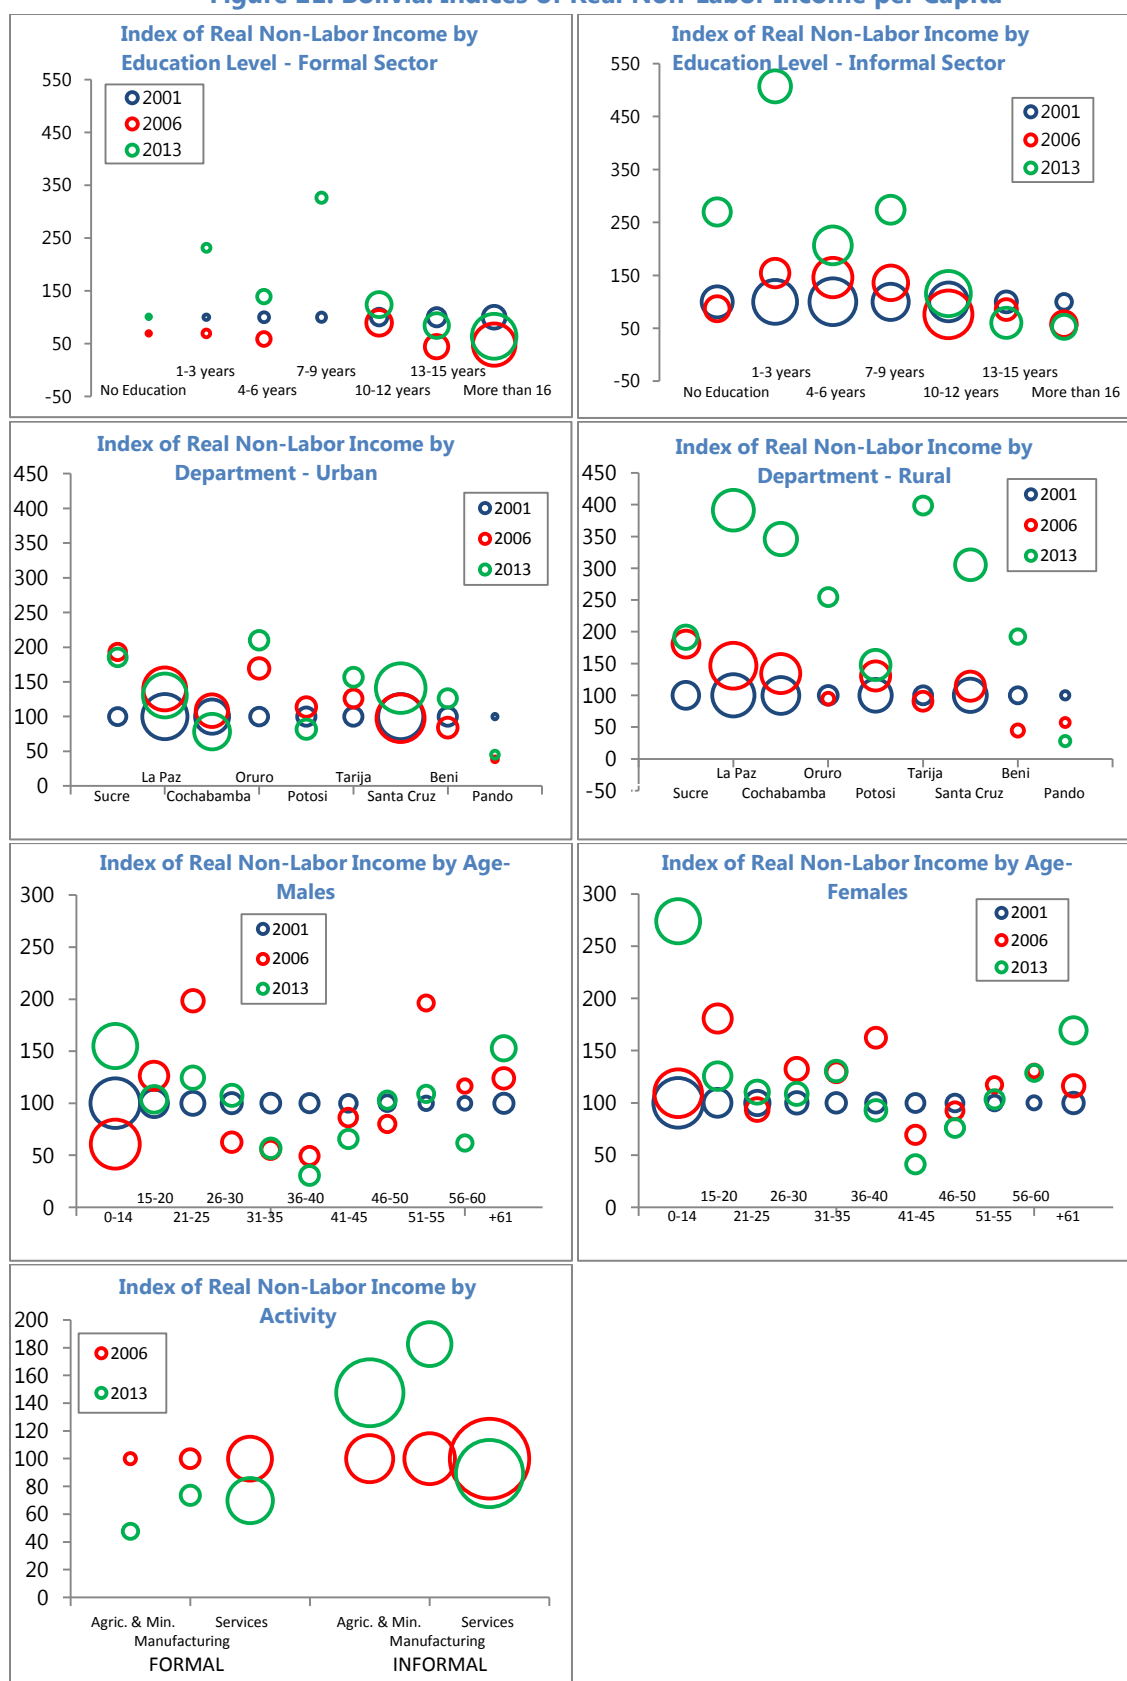 Figure 22. Bolivia: Indices of Real Non-Labor Income per Capita
Index of Real Non-Labor Income by
Education Level - Formal Sector
550
450
350
250
150
50
-50
2001
2006
2013
1-3 years
7-9 years
13-15 years
No Education
4-6 years
10-12 years
More than 16
Index of Real Non-Labor Income by
Education Level - Informal Sector
550
450
350
250
150
50
-50
2001
2006
2013
1-3 years
7-9 years
13-15 years
No Education
4-6 years
10-12 years
More than 16
Index of Real Non-Labor Income by
Department - Urban
450
400
350
300
250
200
150
100
50
0
2001
2006
2013
La Paz
Oruro
Tarija
Beni
Sucre
Cochabamba
Potosi
Santa Cruz
Pando
Index of Real Non-Labor Income by
Department - Rural
450
400
350
300
250
200
150
100
50
0
-50
2001
2006
2013
La Paz
Oruro
Tarija
Beni
Sucre
Cochabamba
Potosi
Santa Cruz
Pando
Index of Real Non-Labor Income by Age-
Males
300
250
200
150
100
50
0
2001
2006
2013
15-20
26-30
36-40
46-50
56-60
0-14
21-25
31-35
41-45
51-55
+61
Index of Real Non-Labor Income by Age-
Females
300
250
200
150
100
50
0
2001
2006
2013
15-20
26-30
36-40
46-50
56-60
0-14
21-25
31-35
41-45
51-55
+61
Index of Real Non-Labor Income by
Activity
200
180
160
140
120
100
80
60
40
20
0
2006
2013
Agric. & Min.
Services
Agric. & Min.
Services
Manufacturing
Manufacturing
FORMAL
INFORMAL